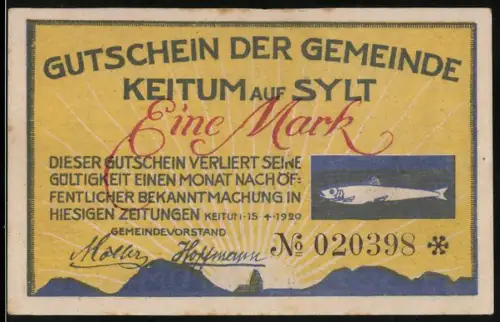 GUTSCHEIN DER GEMEINDE
KEITUM AUF SYLT
Eine Mark
DIESER GUTSCHEIN VERLIERT SEINE
GÜLTIGKEIT EINEN MONAT NACH ÖF=
FENTLICHER BEKANNTMACHUNG IN
HIESIGEN ZEITUNGEN KEITUM·15·4·1920
GEMEINDEVORSTAND
Möller Hoffmann
№ 020398 *